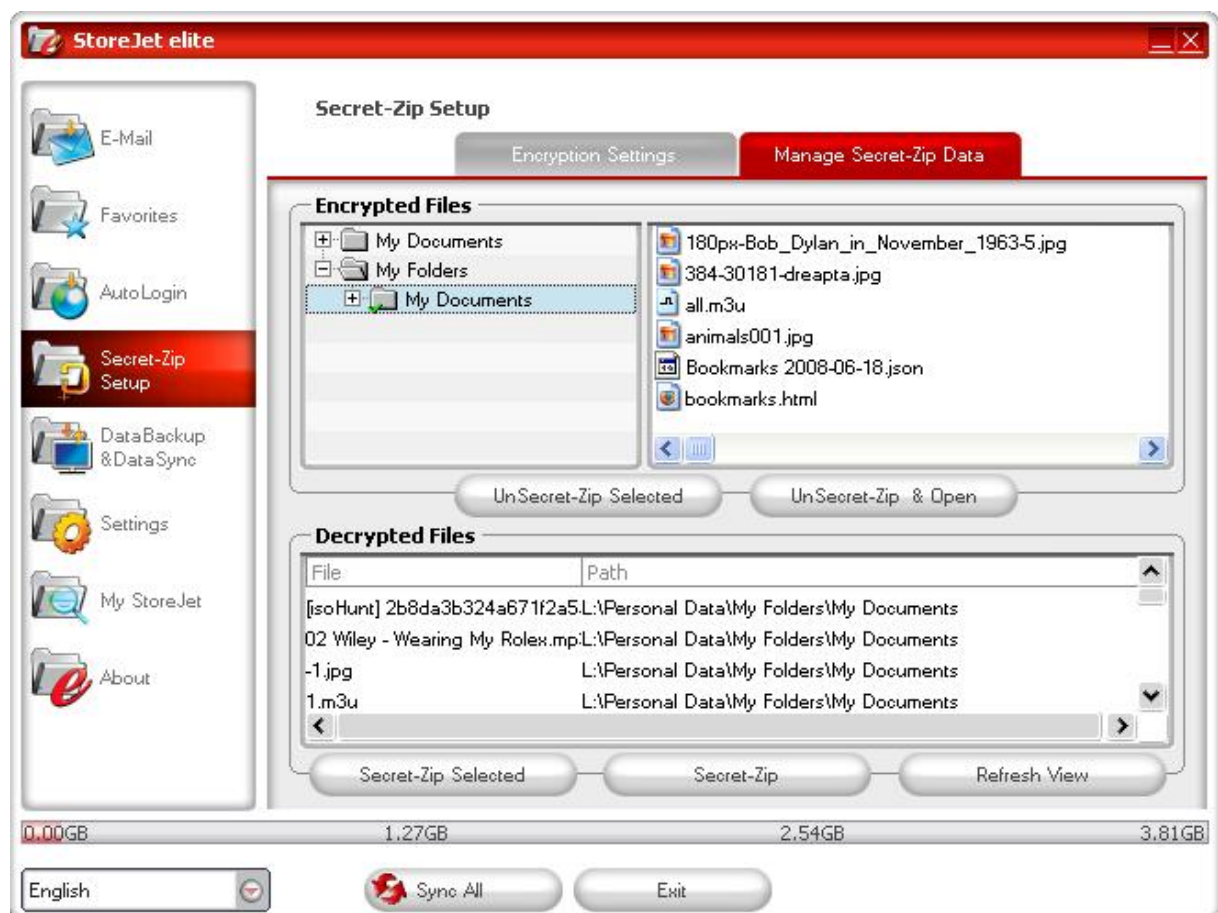 StoreJet elite
E-Mail
Favorites
AutoLogin
Secret-Zip
Setup
DataBackup
&DataSync
Settings
My StoreJet
About
Secret-Zip Setup
Encryption Settings
Manage Secret-Zip Data
Encrypted Files
My Documents
My Folders
My Documents
180px-Bob_Dylan_in_November_1963-5.jpg
384-30181-dreapta.jpg
all.m3u
animals001.jpg
Bookmarks 2008-06-18.json
bookmarks.html
UnSecret-Zip Selected
UnSecret-Zip & Open
Decrypted Files
File Path
[isoHunt] 2b8da3b324a671f2a5 L:\Personal Data\My Folders\My Documents
02 Wiley - Wearing My Rolex.mp L:\Personal Data\My Folders\My Documents
-1.jpg L:\Personal Data\My Folders\My Documents
1.m3u L:\Personal Data\My Folders\My Documents
Secret-Zip Selected
Secret-Zip
Refresh View
0.00GB 1.27GB 2.54GB 3.81GB
English
Sync All
Exit